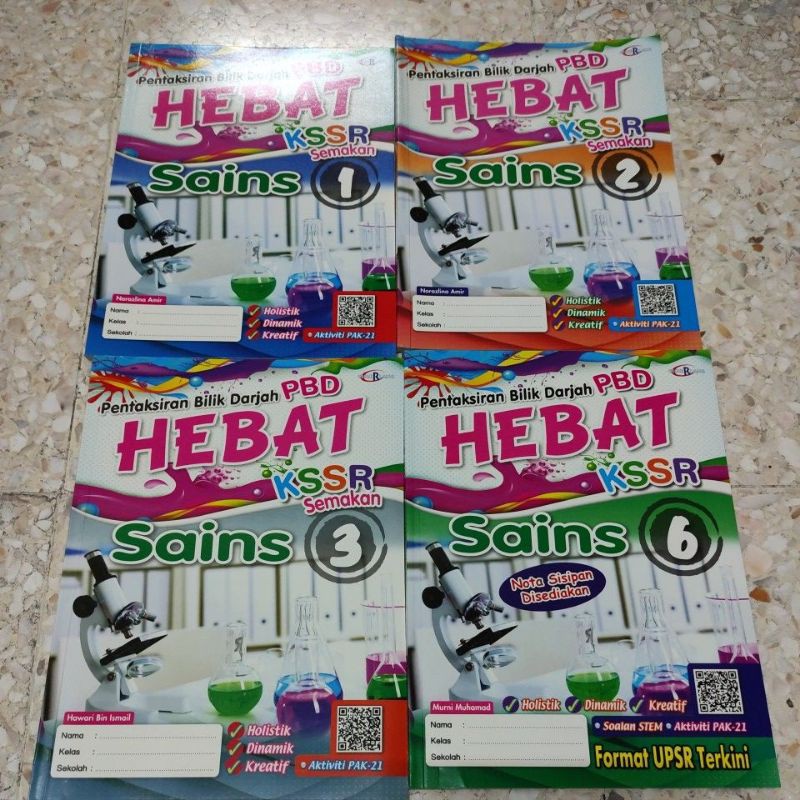 Pentaksiran Bilik Darjah PBD
HEBAT
KSSR
Semakan
Sains 1
Norazlina Amir
Nama :
Kelas :
Sekolah :
Holistik
Dinamik
Kreatif
• Aktiviti PAK-21
Pentaksiran Bilik Darjah PBD
HEBAT
KSSR
Semakan
Sains 2
Norazlina Amir
Nama :
Kelas :
Sekolah :
Holistik
Dinamik
Kreatif
• Aktiviti PAK-21
Pentaksiran Bilik Darjah PBD
HEBAT
KSSR
Semakan
Sains 3
Hawari Bin Ismail
Nama :
Kelas :
Sekolah :
Holistik
Dinamik
Kreatif
• Aktiviti PAK-21
Pentaksiran Bilik Darjah PBD
HEBAT
KSSR
Sains 6
Nota Sisipan
Disediakan
Murni Muhamad
Holistik Dinamik Kreatif
Nama :
Kelas :
Sekolah :
• Soalan STEM • Aktiviti PAK-21
Format UPSR Terkini